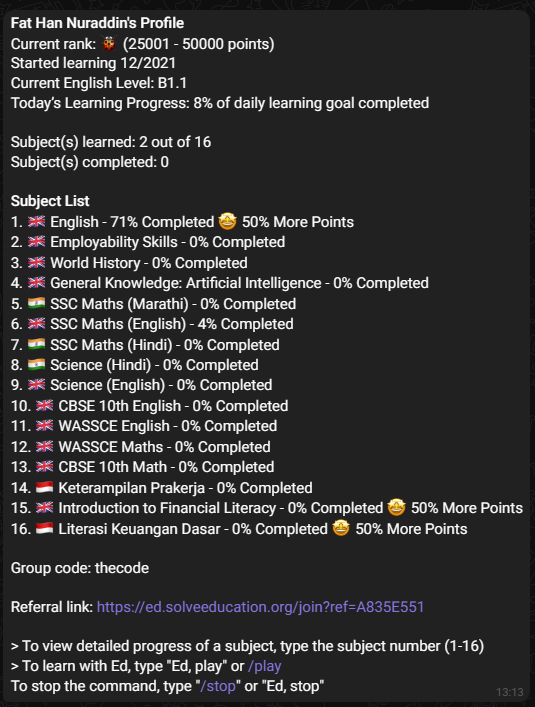 Fat Han Nuraddin's Profile
Current rank: 🐞 (25001 - 50000 points)
Started learning 12/2021
Current English Level: B1.1
Today's Learning Progress: 8% of daily learning goal completed
Subject(s) learned: 2 out of 16
Subject(s) completed: 0
Subject List
1. 🇬🇧 English - 71% Completed 🤩 50% More Points
2. 🇬🇧 Employability Skills - 0% Completed
3. 🇬🇧 World History - 0% Completed
4. 🇬🇧 General Knowledge: Artificial Intelligence - 0% Completed
5. 🇮🇳 SSC Maths (Marathi) - 0% Completed
6. 🇬🇧 SSC Maths (English) - 4% Completed
7. 🇮🇳 SSC Maths (Hindi) - 0% Completed
8. 🇮🇳 Science (Hindi) - 0% Completed
9. 🇬🇧 Science (English) - 0% Completed
10. 🇬🇧 CBSE 10th English - 0% Completed
11. 🇬🇧 WASSCE English - 0% Completed
12. 🇬🇧 WASSCE Maths - 0% Completed
13. 🇬🇧 CBSE 10th Math - 0% Completed
14. 🇮🇩 Keterampilan Prakerja - 0% Completed
15. 🇬🇧 Introduction to Financial Literacy - 0% Completed 🤩 50% More Points
16. 🇮🇩 Literasi Keuangan Dasar - 0% Completed 🤩 50% More Points
Group code: thecode
Referral link: https://ed.solveeducation.org/join?ref=A835E551
> To view detailed progress of a subject, type the subject number (1-16)
> To learn with Ed, type "Ed, play" or /play
To stop the command, type "/stop" or "Ed, stop"
13:13